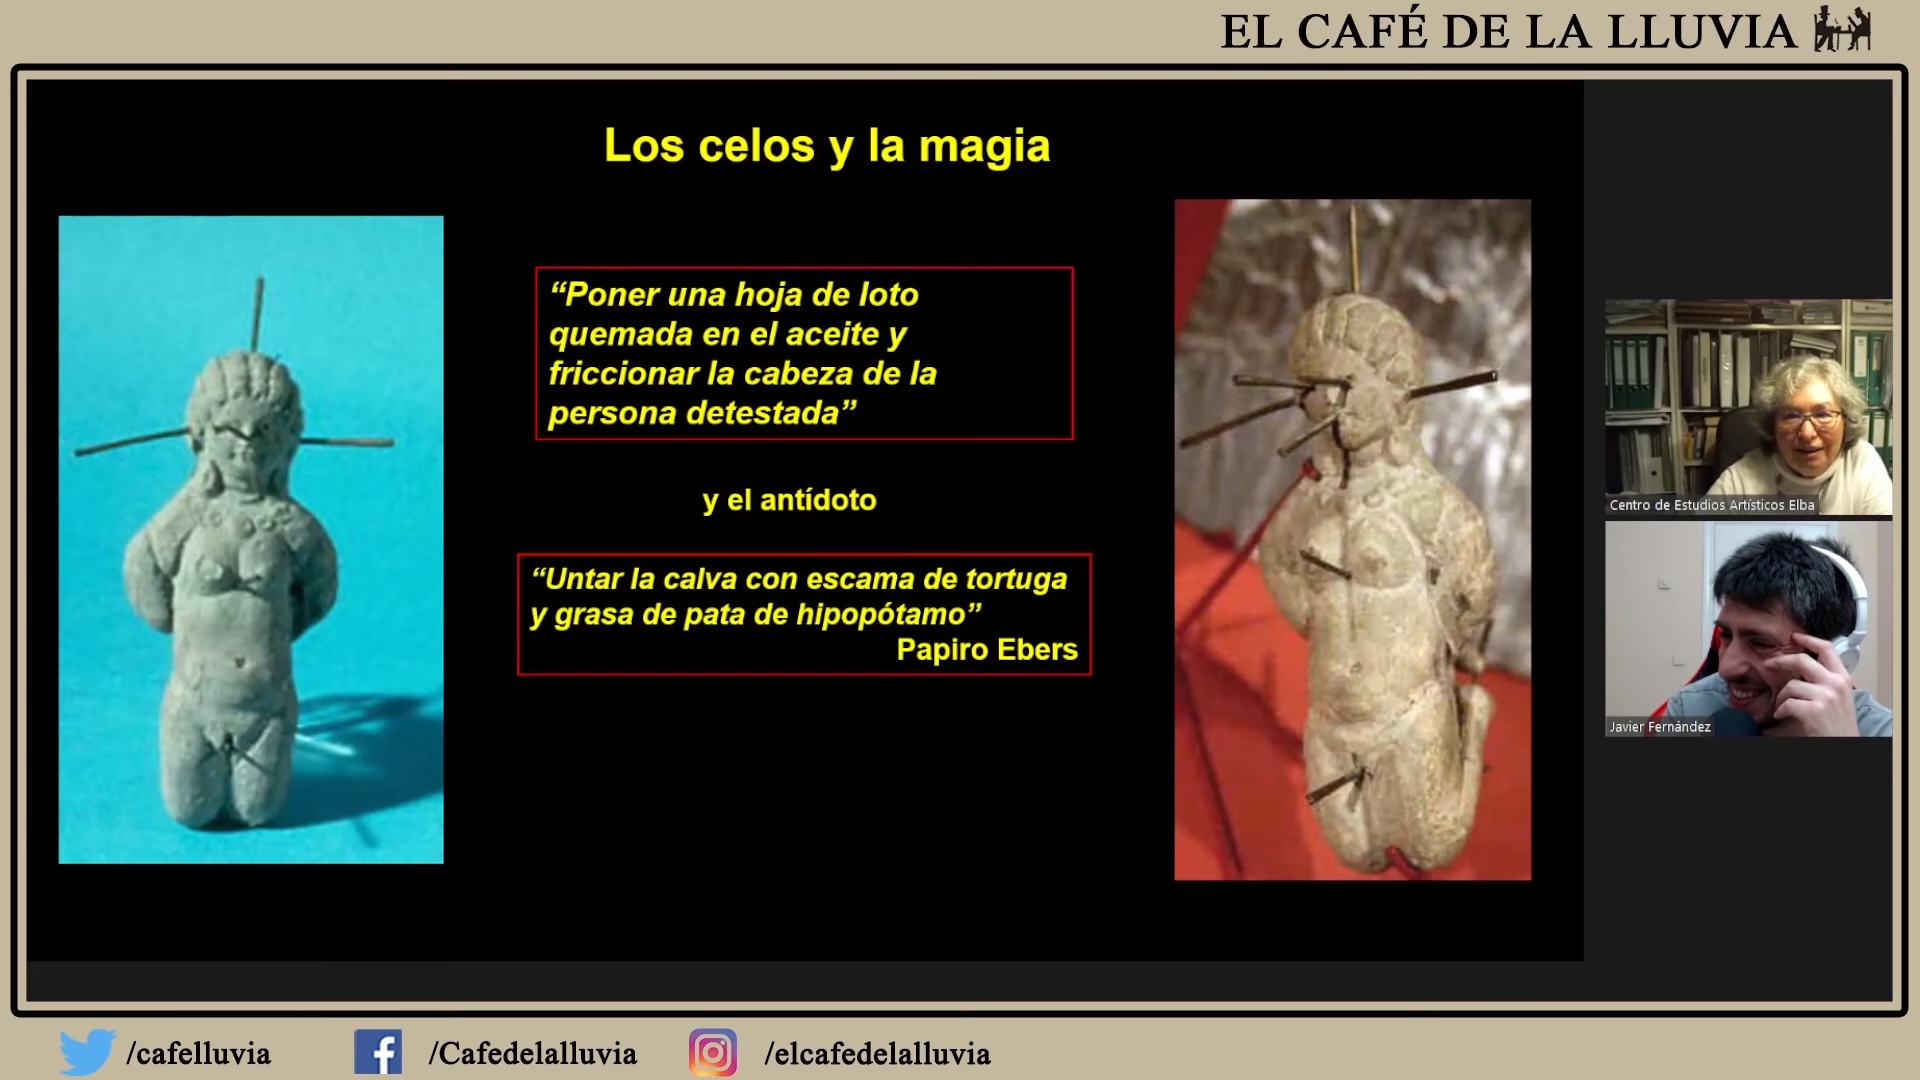 EL CAFÉ DE LA LLUVIA
Los celos y la magia
“Poner una hoja de loto
quemada en el aceite y
friccionar la cabeza de la
persona detestada”
y el antídoto
“Untar la calva con escama de tortuga
y grasa de pata de hipopótamo”
Papiro Ebers
Centro de Estudios Artísticos Elba
Javier Fernández
/cafelluvia
/Cafedelalluvia
/elcafedelalluvia